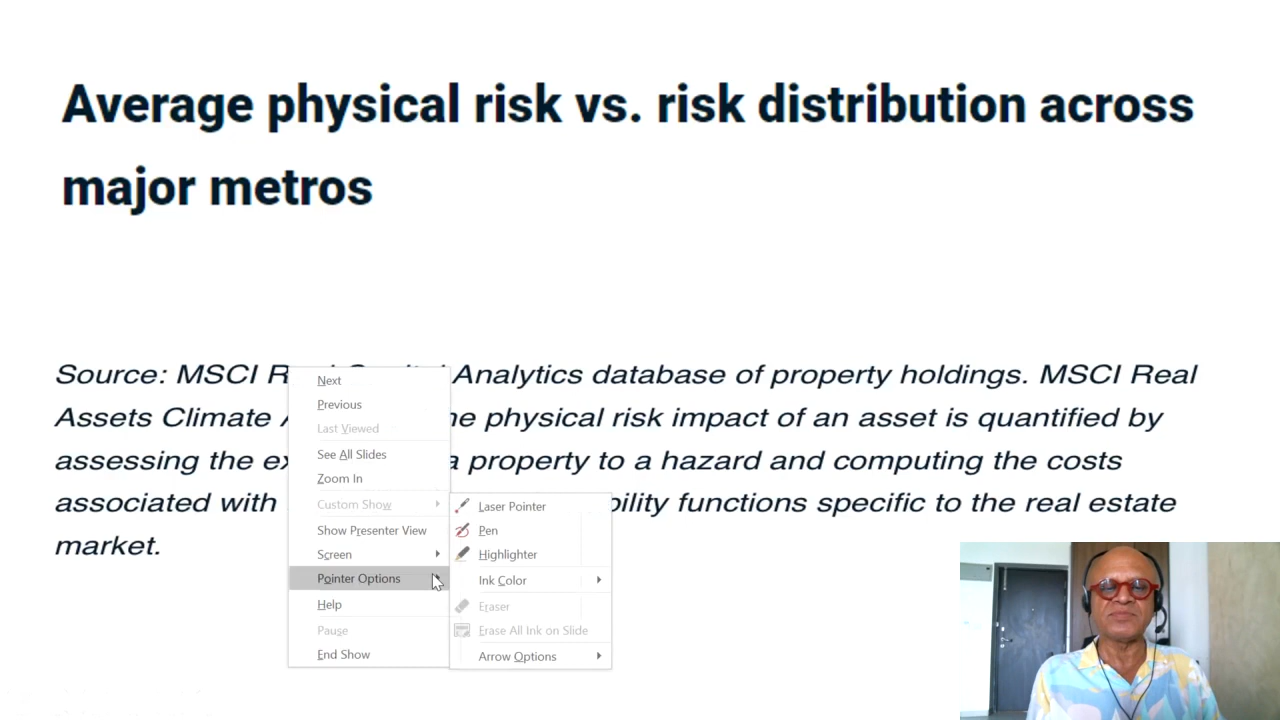 Average physical risk vs. risk distribution across
major metros
Source: MSCI R Analytics database of property holdings. MSCI Real
Assets Climate he physical risk impact of an asset is quantified by
assessing the ex a property to a hazard and computing the costs
associated with bility functions specific to the real estate
market.
Next
Previous
Last Viewed
See All Slides
Zoom In
Custom Show
Show Presenter View
Screen
Pointer Options
Help
Pause
End Show
Laser Pointer
Pen
Highlighter
Ink Color
Eraser
Erase All Ink on Slide
Arrow Options